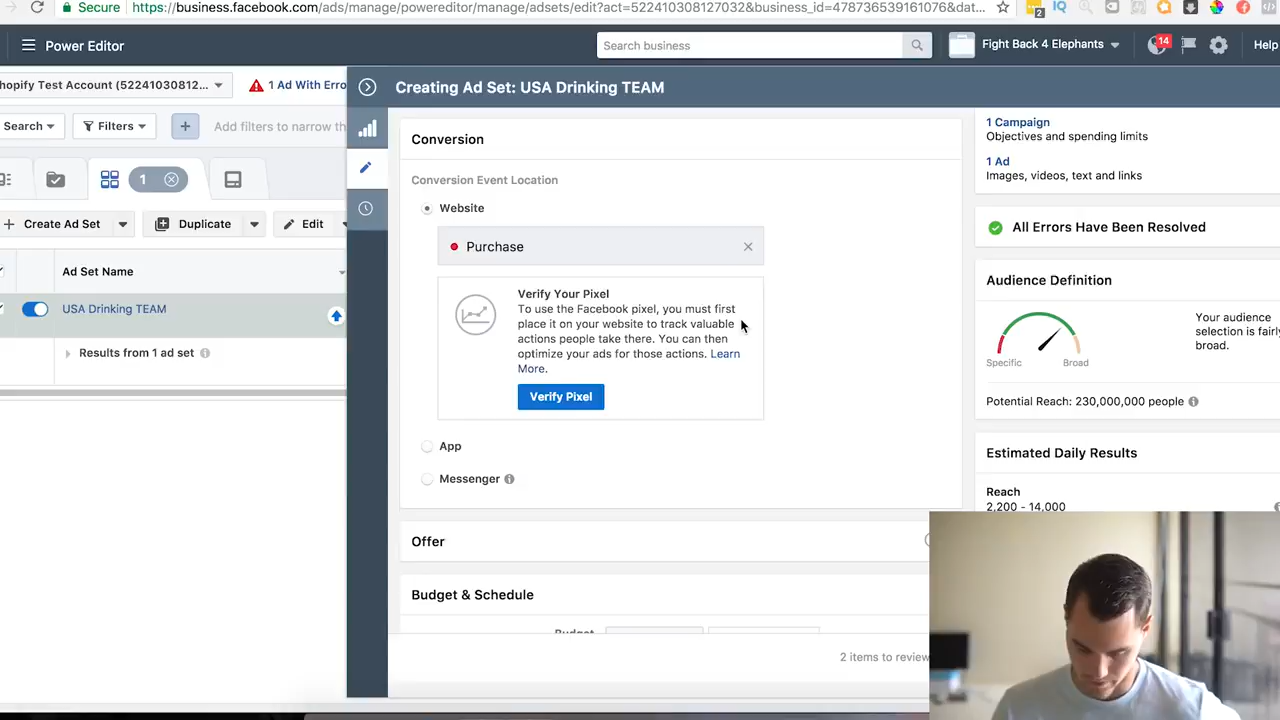 Secure
https://business.facebook.com/ads/manage/powereditor/manage/adsets/edit?act=522410308127032&business_id=478736539161076&dat...
2
Power Editor
Search business
Fight Back 4 Elephants
14
Help
hopify Test Account (52241030812...
1 Ad With Erro
Creating Ad Set: USA Drinking TEAM
Search
Filters
Add filters to narrow th
1
Create Ad Set
Duplicate
Edit
Ad Set Name
USA Drinking TEAM
Results from 1 ad set
Conversion
Conversion Event Location
Website
Purchase
Verify Your Pixel
To use the Facebook pixel, you must first
place it on your website to track valuable
actions people take there. You can then
optimize your ads for those actions. Learn
More.
Verify Pixel
App
Messenger
Offer
Budget & Schedule
Budget
2 items to review
1 Campaign
Objectives and spending limits
1 Ad
Images, videos, text and links
All Errors Have Been Resolved
Audience Definition
Your audience
selection is fairly
broad.
Specific
Broad
Potential Reach: 230,000,000 people
Estimated Daily Results
Reach
2,200 - 14,000